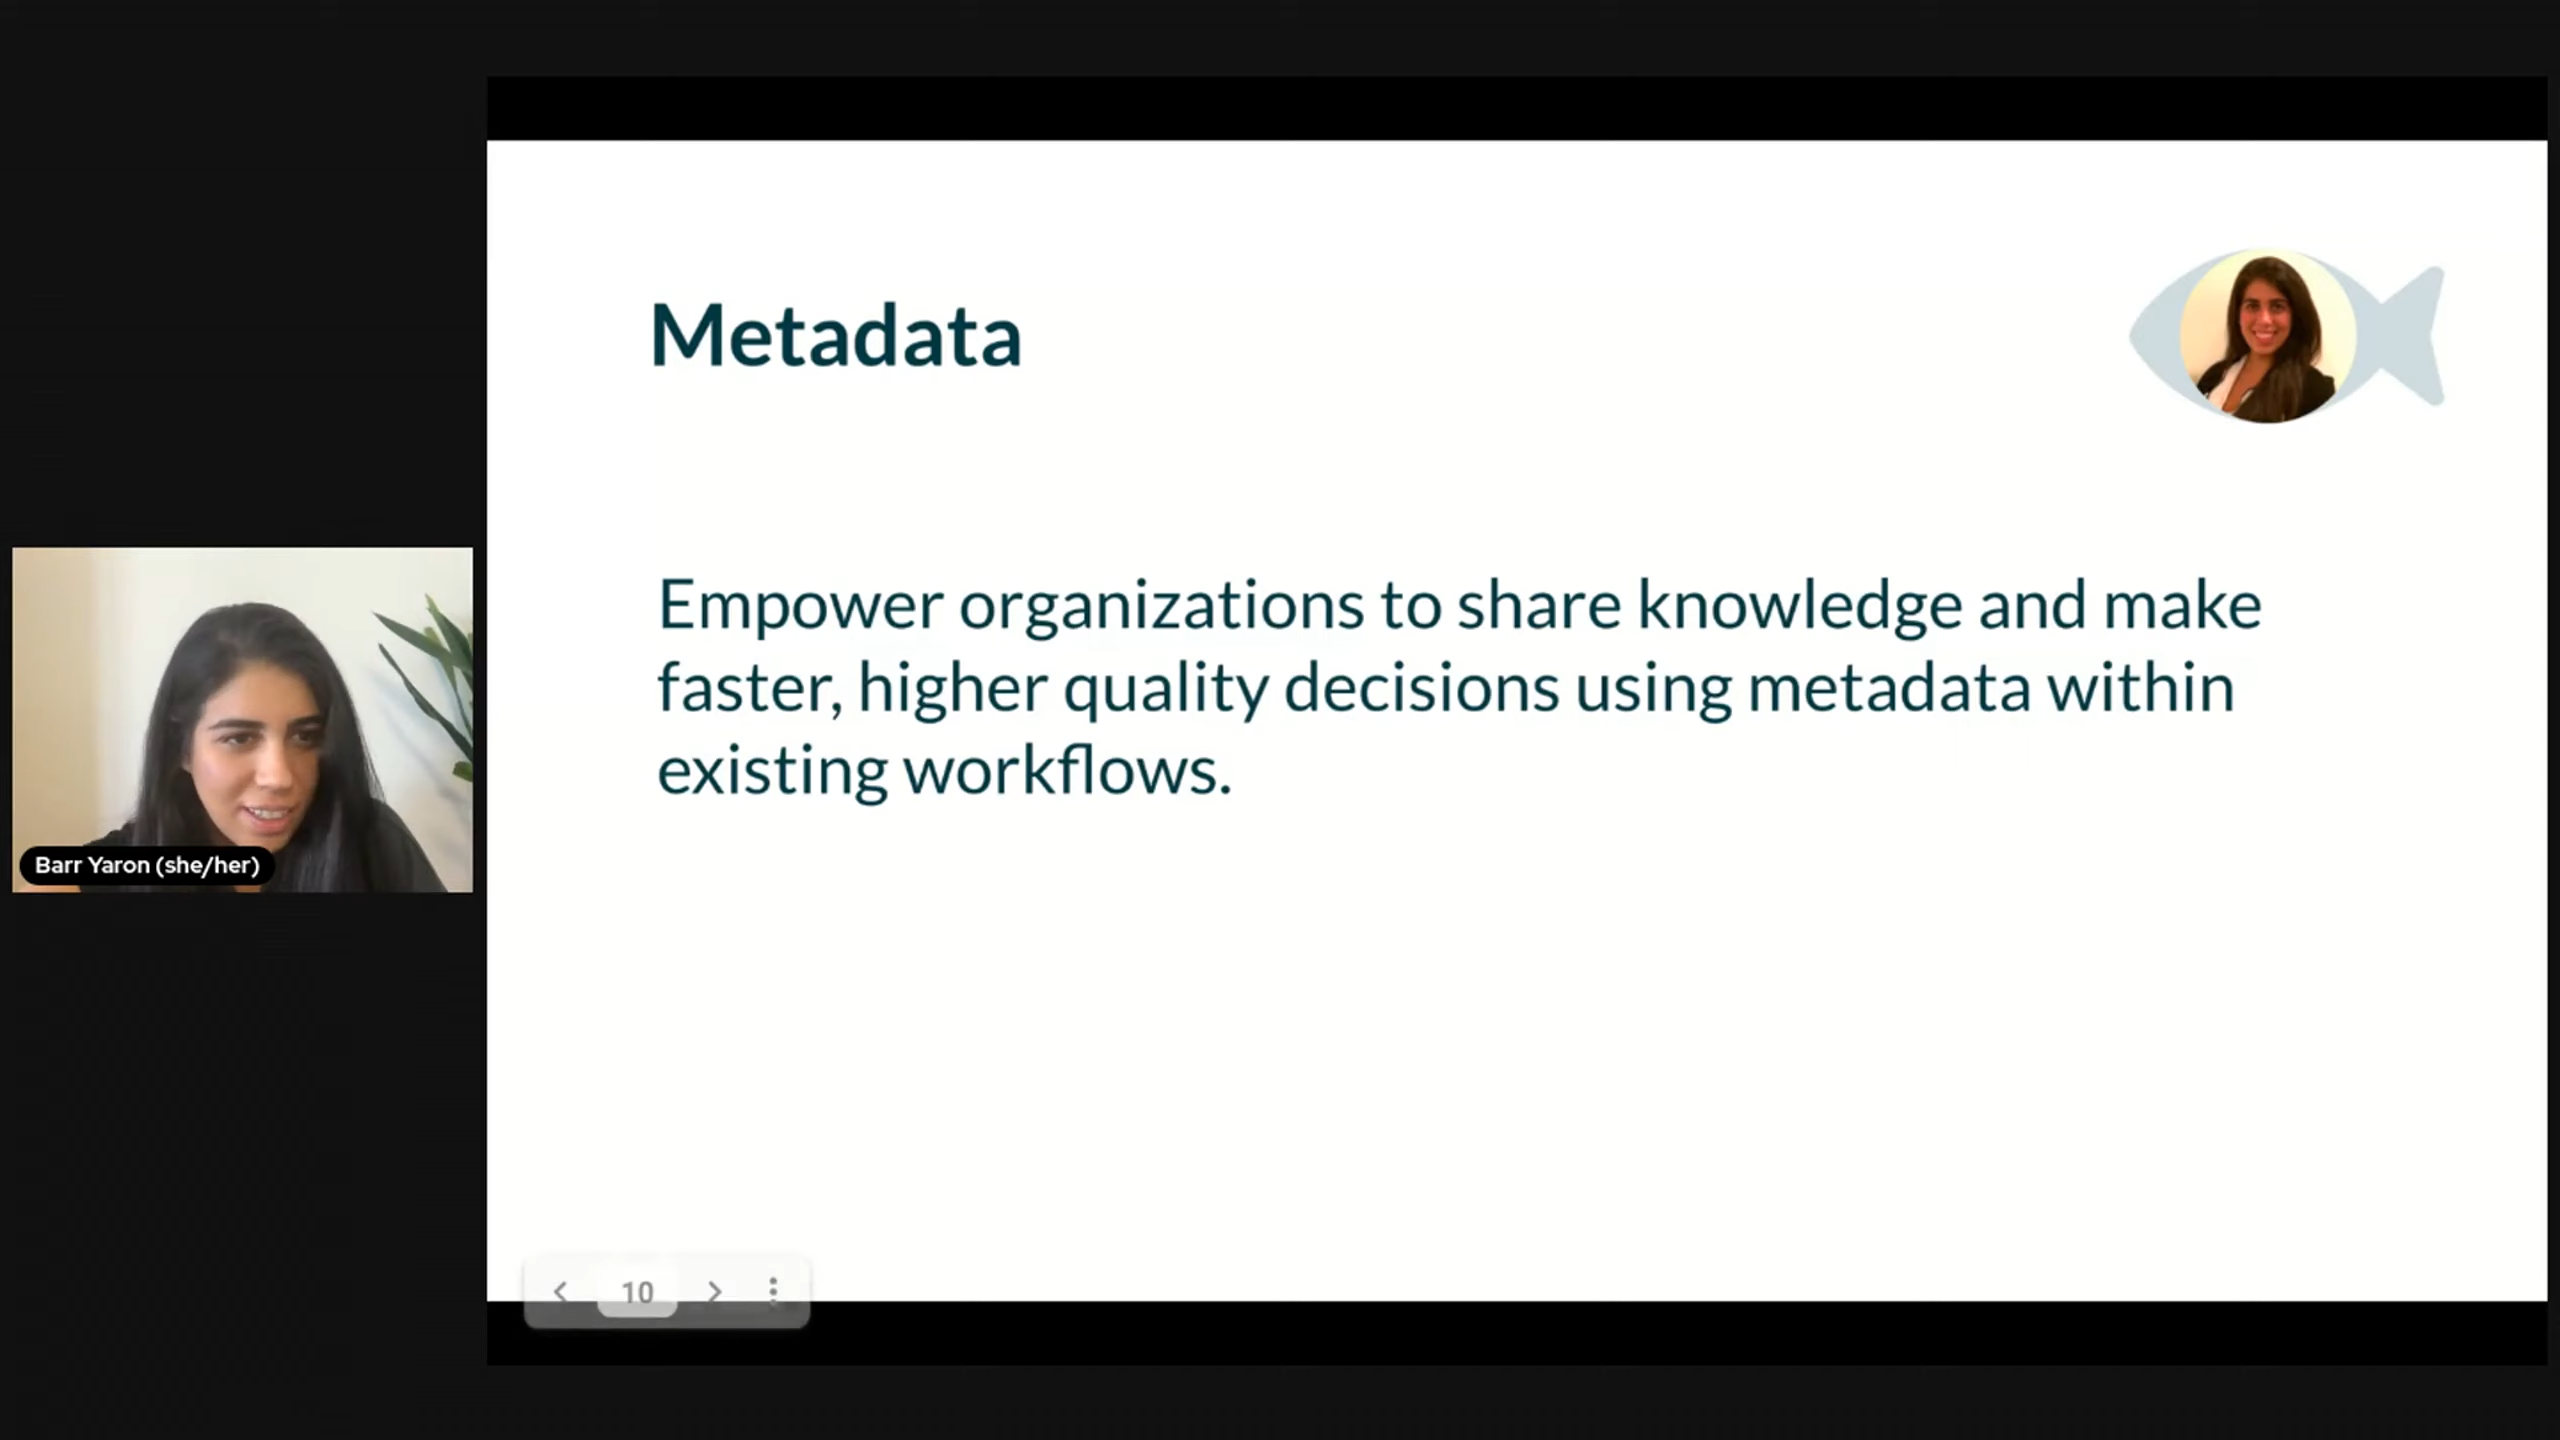 Metadata
Empower organizations to share knowledge and make
faster, higher quality decisions using metadata within
existing workflows.
Barr Yaron (she/her)
10